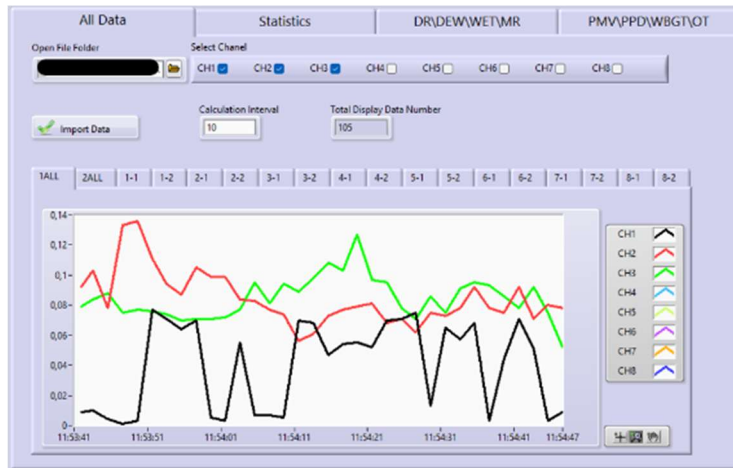 All Data Statistics DR\DEW\WET\MR PMV\PPD\WBGT\OT
Open File Folder Select Chanel
CH1 CH2 CH3 CH4 CH5 CH6 CH7 CH8
Calculation Interval Total Display Data Number
Import Data 10 105
1ALL 2ALL 1-1 1-2 2-1 2-2 3-1 3-2 4-1 4-2 5-1 5-2 6-1 6-2 7-1 7-2 8-1 8-2
0,14
0,12
0,1
0,08
0,06
0,04
0,02
0
11:53:41 11:53:51 11:54:01 11:54:11 11:54:21 11:54:31 11:54:41 11:54:47
CH1
CH2
CH3
CH4
CH5
CH6
CH7
CH8